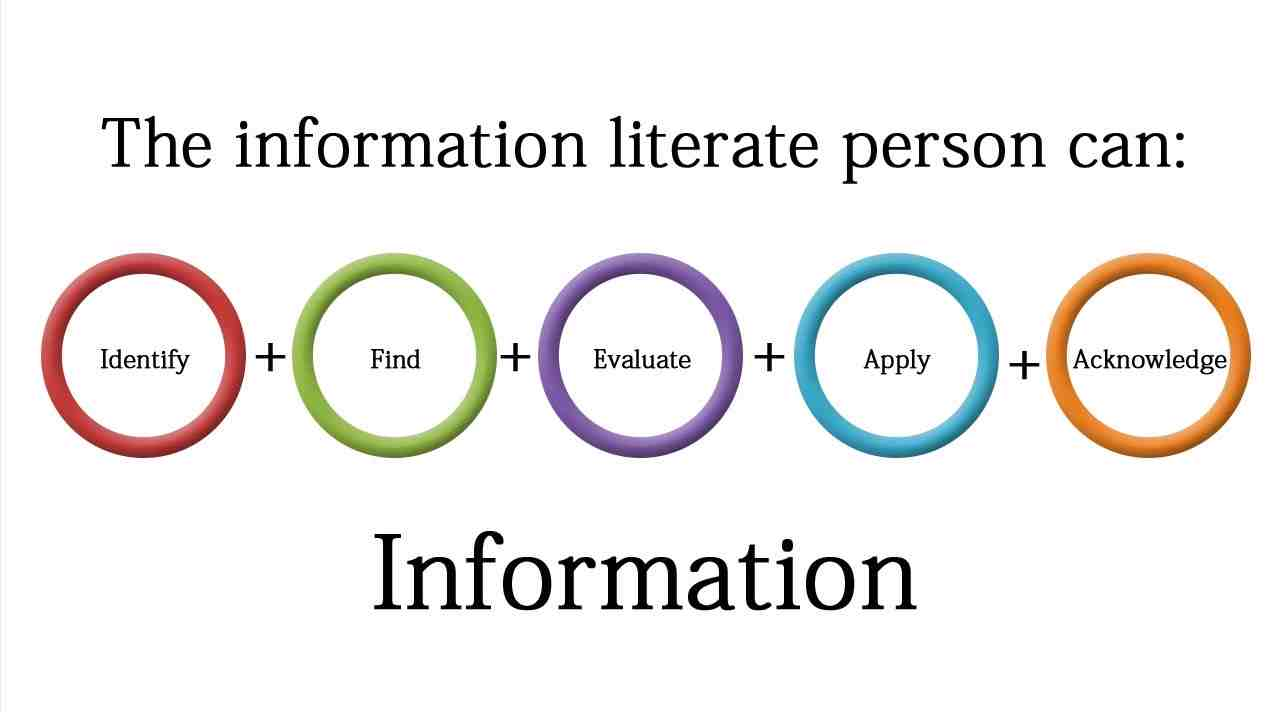 The information literate person can:
Identify + Find + Evaluate + Apply + Acknowledge
Information